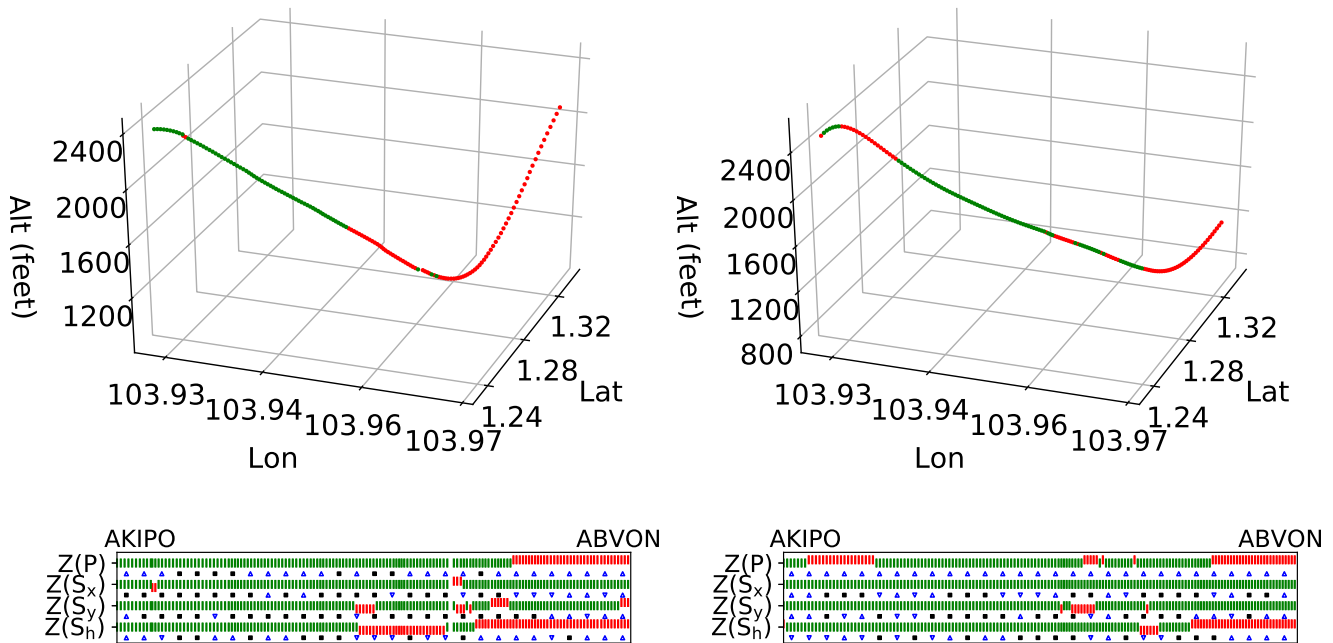 2400
2000
1600
1200
Alt (feet)
103.93
103.94
103.96
103.97
Lon
1.24
1.28
1.32
Lat
2400
2000
1600
1200
800
Alt (feet)
103.93
103.94
103.96
103.97
Lon
1.24
1.28
1.32
Lat
AKIPO ABVON
Z(P)
Z(Sₓ)
Z(S_y)
Z(Sₕ)
AKIPO ABVON
Z(P)
Z(Sₓ)
Z(S_y)
Z(Sₕ)